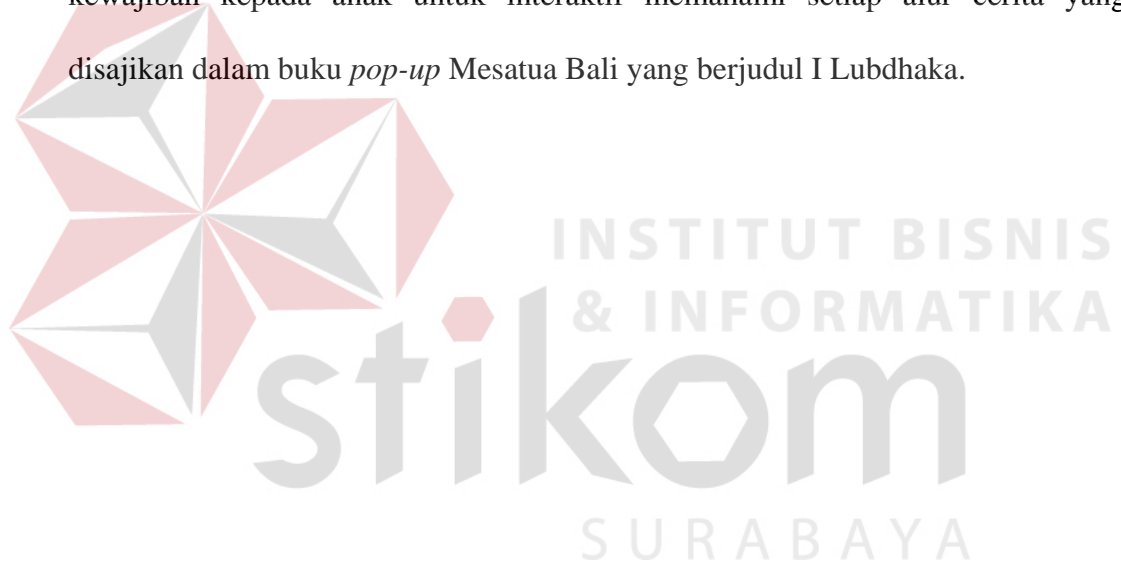 kewajiban kepada anak untuk interaktif memahami setiap alur cerita yang
disajikan dalam buku pop-up Mesatua Bali yang berjudul I Lubdhaka.
INSTITUT BISNIS
& INFORMATIKA
stikom
SURABAYA